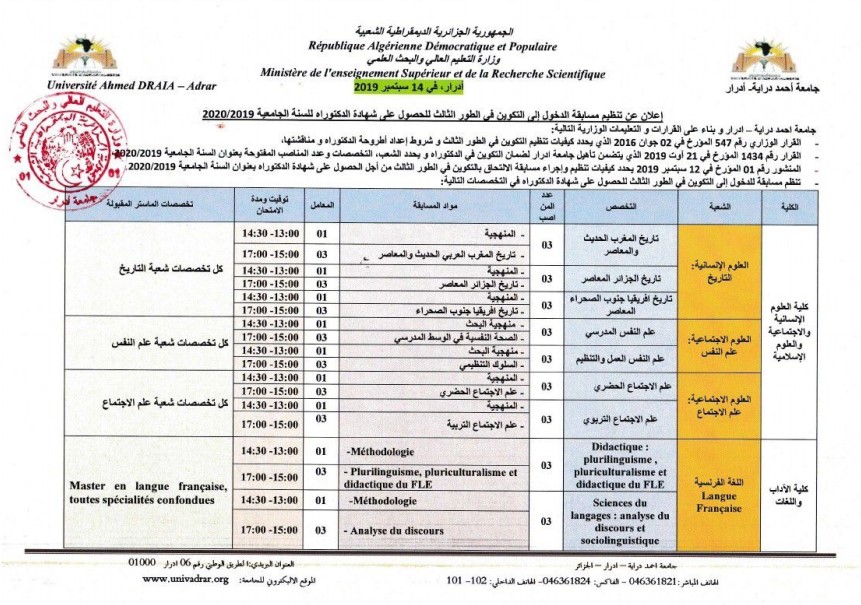 الجمهورية الجزائرية الديمقراطية الشعبية
République Algérienne Démocratique et Populaire
وزارة التعليم العالي والبحث العلمي
Ministère de l'enseignement Supérieur et de la Recherche Scientifique
Université Ahmed DRAIA – Adrar
أدرار، في 14 سبتمبر 2019
جامعة أحمد دراية- أدرار
إعلان عن تنظيم مسابقة الدخول إلى التكوين في الطور الثالث للحصول على شهادة الدكتوراه للسنة الجامعية 2020/2019
جامعة أحمد دراية – ادرار و بناء على القرارات و التعليمات الوزارية التالية:
- القرار الوزاري رقم 547 المؤرخ في 02 جوان 2016 الذي يحدد كيفيات تنظيم التكوين في الطور الثالث و شروط إعداد أطروحة الدكتوراه و مناقشتها،
- القرار رقم 1434 المؤرخ في 21 أوت 2019 الذي يتضمن تأهيل جامعة ادرار لضمان التكوين في الدكتوراه و يحدد الشعب، التخصصات وعدد المناصب المفتوحة بعنوان السنة الجامعية 2020/2019
- المنشور رقم 01 المؤرخ في 12 سبتمبر 2019 يحدد كيفيات تنظيم وإجراء مسابقة الالتحاق بالتكوين في الطور الثالث من أجل الحصول على شهادة الدكتوراه بعنوان السنة الجامعية 2020/2019.
- تنظم مسابقة للدخول إلى التكوين في الطور الثالث للحصول على شهادة الدكتوراه في التخصصات التالية:
الكلية الشعبة التخصص عدد المناصب مواد المسابقة المعامل توقيت ومدة الامتحان تخصصات الماستر المقبولة
كلية العلوم الإنسانية والاجتماعية والعلوم الإسلامية
العلوم الإنسانية: التاريخ
تاريخ المغرب الحديث والمعاصر 03
- المنهجية 01 14:30 -13:00
- تاريخ المغرب العربي الحديث والمعاصر 03 17:00 -15:00
كل تخصصات شعبة التاريخ
تاريخ الجزائر المعاصر 03
- المنهجية 01 14:30 -13:00
- تاريخ الجزائر المعاصر 03 17:00 -15:00
تاريخ إفريقيا جنوب الصحراء المعاصر 03
- المنهجية 01 14:30 -13:00
- تاريخ افريقيا جنوب الصحراء 03 17:00 -15:00
العلوم الاجتماعية: علم النفس
علم النفس المدرسي 03
- منهجية البحث 01 14:30 -13:00
- الصحة النفسية في الوسط المدرسي 03 17:00 -15:00
كل تخصصات شعبة علم النفس
علم النفس العمل والتنظيم 03
- منهجية البحث 01 14:30 -13:00
- السلوك التنظيمي 03 17:00 -15:00
العلوم الاجتماعية: علم الاجتماع
علم الاجتماع الحضري 03
- المنهجية 01 14:30 -13:00
- علم الاجتماع الحضري 03 17:00 -15:00
كل تخصصات شعبة علم الاجتماع
علم الاجتماع التربوي 03
- المنهجية 01 14:30 -13:00
- علم اجتماع التربية 03 17:00 -15:00
كلية الآداب واللغات
اللغة الفرنسية
Langue Française
Didactique : plurilinguisme , pluriculturalisme et didactique du FLE 03
-Méthodologie 01 14:30 -13:00
- Plurilinguisme, pluriculturalisme et didactique du FLE 03 17:00 -15:00
Master en langue française, toutes spécialités confondues
Sciences du langages : analyse du discours et sociolinguistique 03
-Méthodologie 01 14:30 -13:00
- Analyse du discours 03 17:00 -15:00
جامعة احمد دراية – ادرار – الجزائر
العنوان البريدي: الطريق الوطني رقم 06 ادرار 01000
الهاتف المباشر: 046361821 - الفاكس: 046361824 - الهاتف الداخلي: 102- 101
الموقع الاليكتروني للجامعة: www.univadrar.org